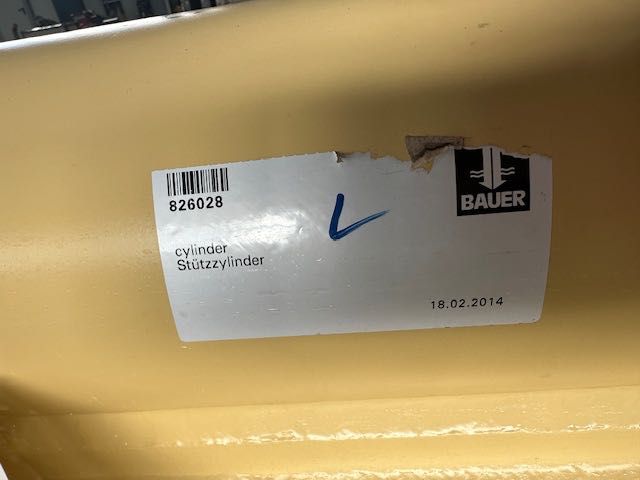 826028
BAUER
cylinder
Stützzylinder
18.02.2014